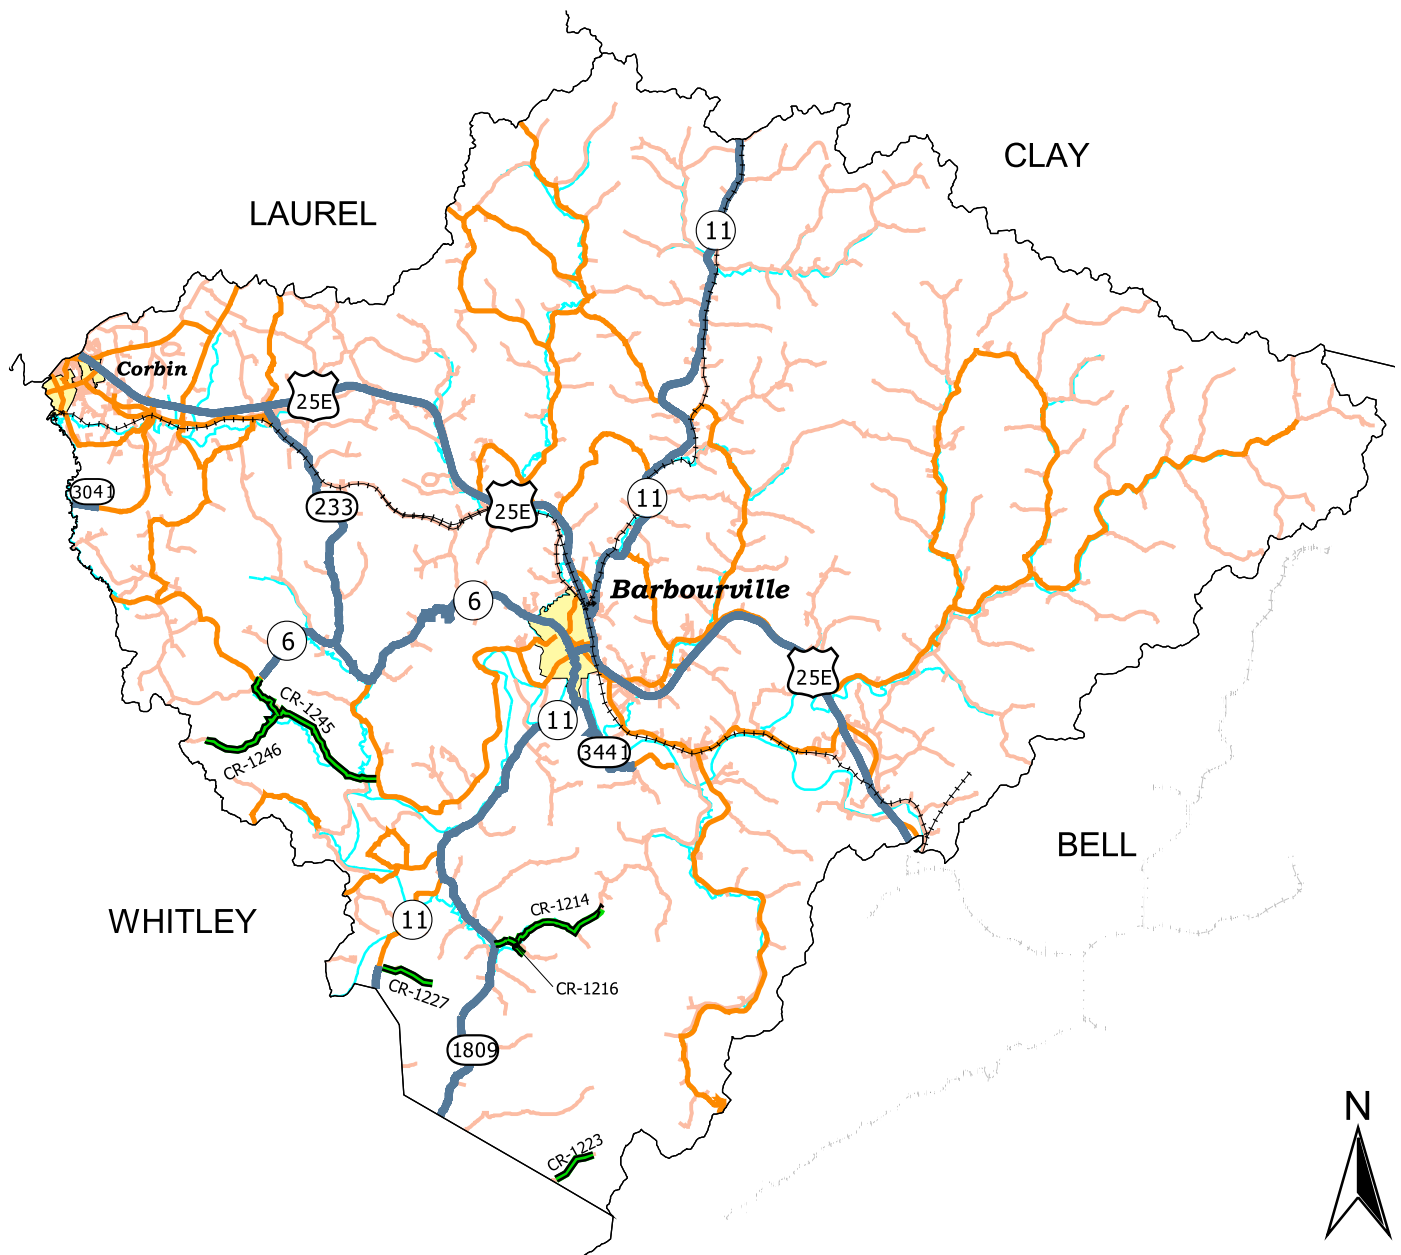 CLAY
LAUREL
11
Corbin
25E
3041
233
25E
11
Barbourville
6
6
25E
CR-1245
CR-1246
11
3441
BELL
WHITLEY
11
CR-1214
CR-1216
CR-1227
1809
N
CR-1223